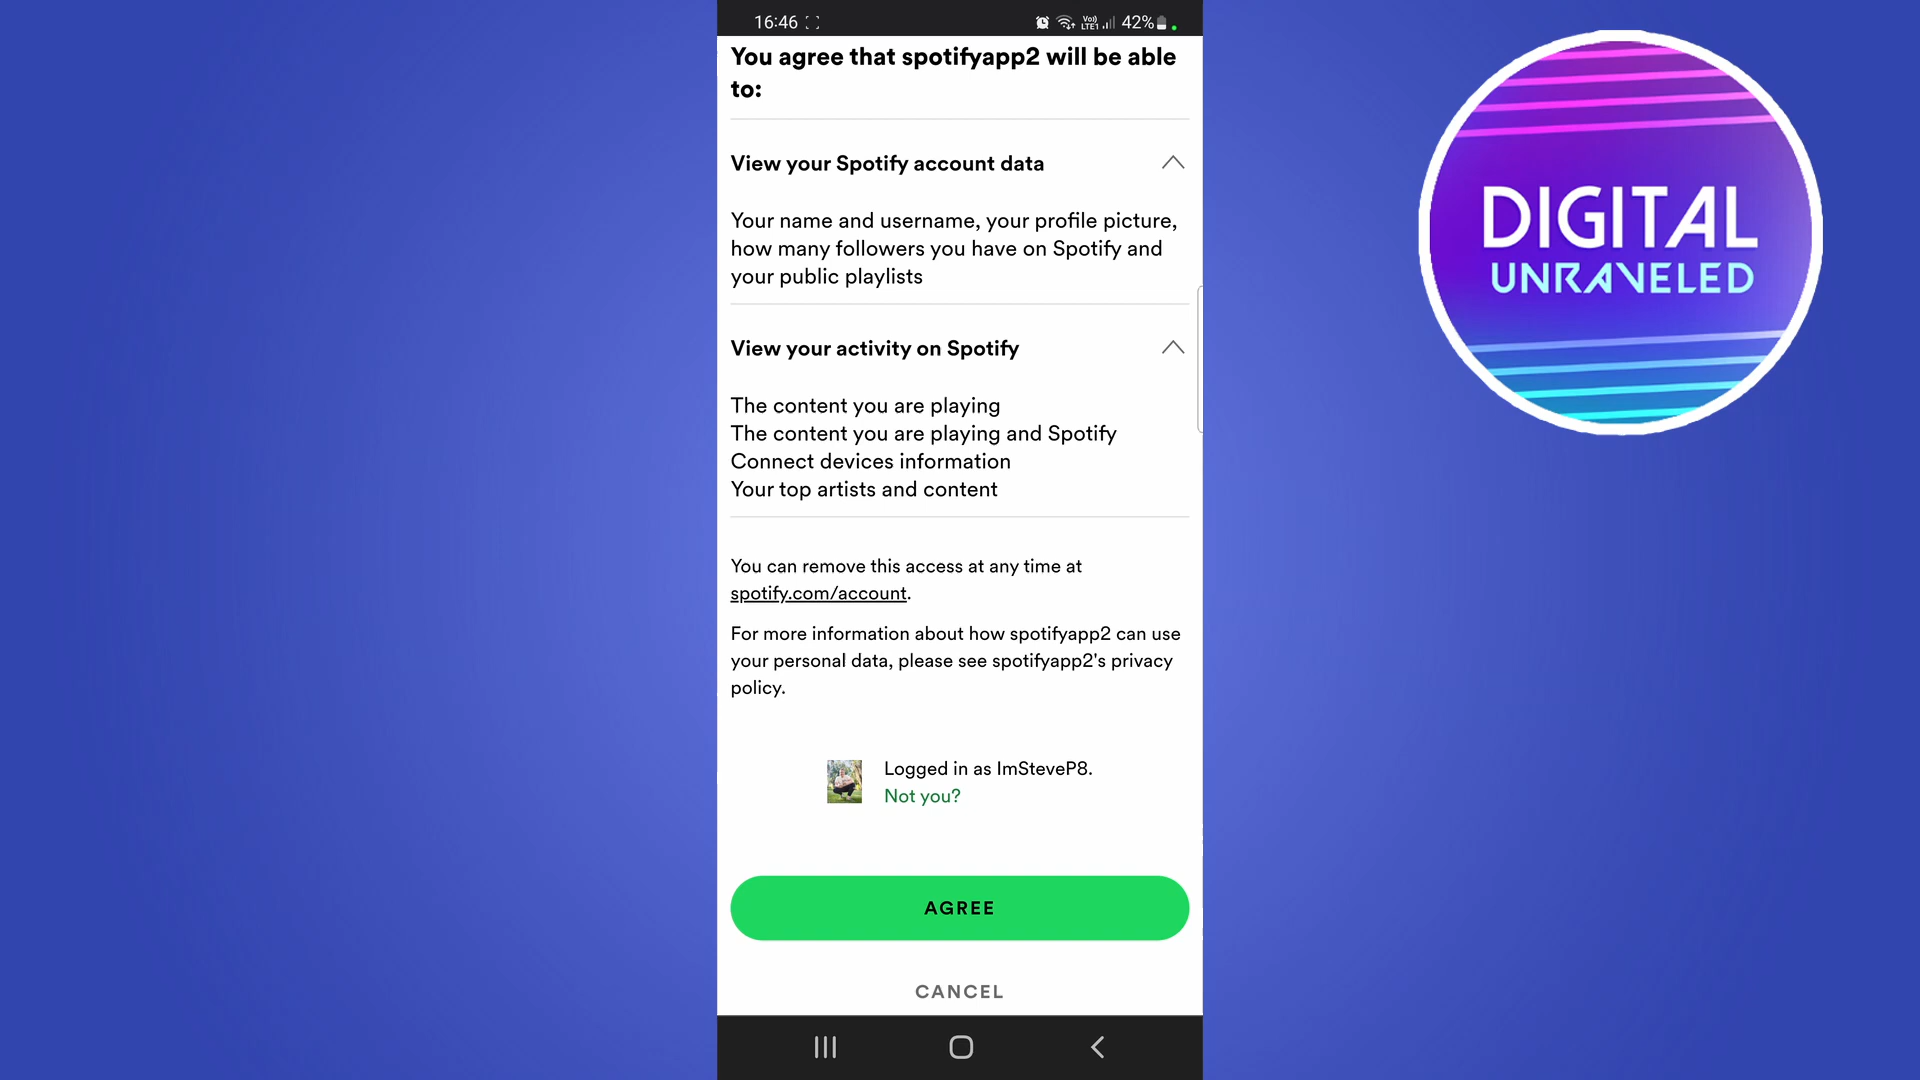 16:46
Vo)) LTE1 42%
You agree that spotifyapp2 will be able
to:
View your Spotify account data
Your name and username, your profile picture,
how many followers you have on Spotify and
your public playlists
View your activity on Spotify
The content you are playing
The content you are playing and Spotify
Connect devices information
Your top artists and content
You can remove this access at any time at
spotify.com/account.
For more information about how spotifyapp2 can use
your personal data, please see spotifyapp2's privacy
policy.
Logged in as ImSteveP8.
Not you?
AGREE
CANCEL
DIGITAL
UNRAVELED